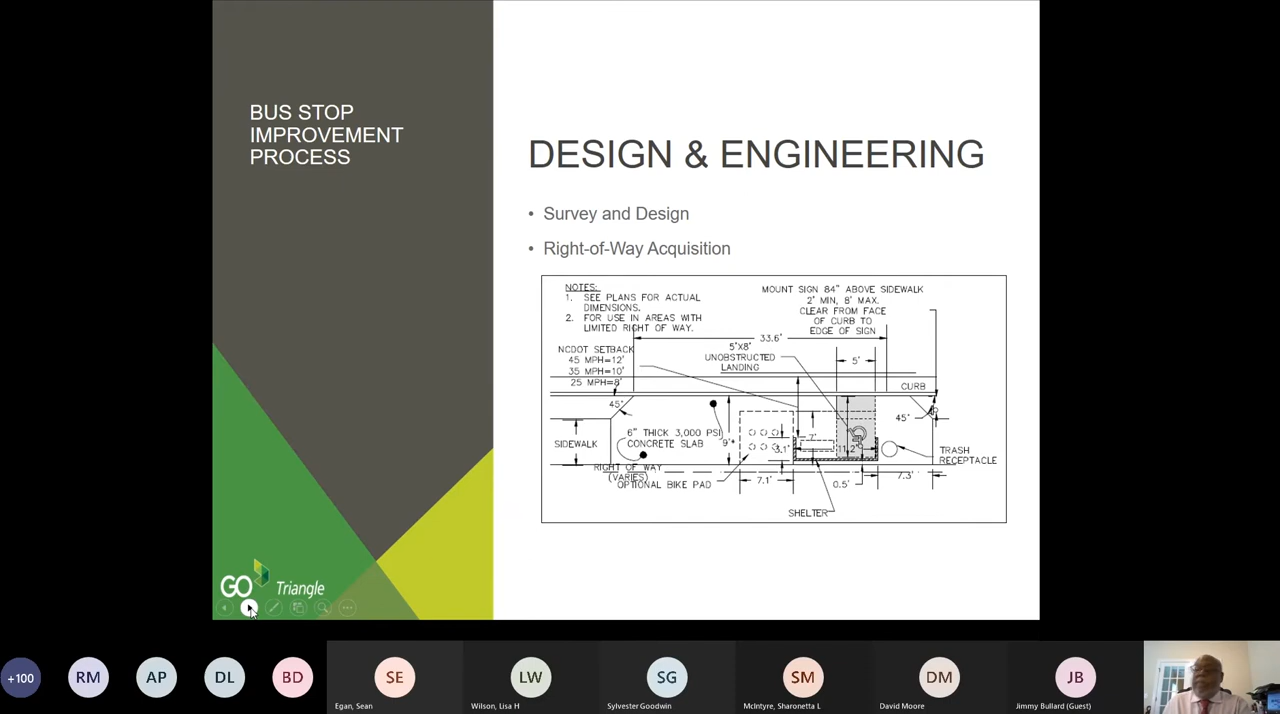 BUS STOP
IMPROVEMENT
PROCESS
DESIGN & ENGINEERING
• Survey and Design
• Right-of-Way Acquisition
NOTES:
1. SEE PLANS FOR ACTUAL
DIMENSIONS.
2. FOR USE IN AREAS WITH
LIMITED RIGHT OF WAY.
MOUNT SIGN 84" ABOVE SIDEWALK
2' MIN, 8' MAX.
CLEAR FROM FACE
OF CURB TO
EDGE OF SIGN
33.6'
NCDOT SETBACK
45 MPH=12'
35 MPH=10'
25 MPH=8'
5'X8'
UNOBSTRUCTED
LANDING
5'
CURB
45°
45°
6" THICK 3,000 PSI
CONCRETE SLAB
SIDEWALK
9'*
7'
3.1'
11.2'
TRASH
RECEPTACLE
RIGHT OF WAY
(VARIES)
OPTIONAL BIKE PAD
7.1'
0.5'
7.3'
SHELTER
GO Triangle
+100
RM
AP
DL
BD
SE
LW
SG
SM
DM
JB
Egan, Sean
Wilson, Lisa H
Sylvester Goodwin
McIntyre, Sharonetta L
David Moore
Jimmy Bullard (Guest)